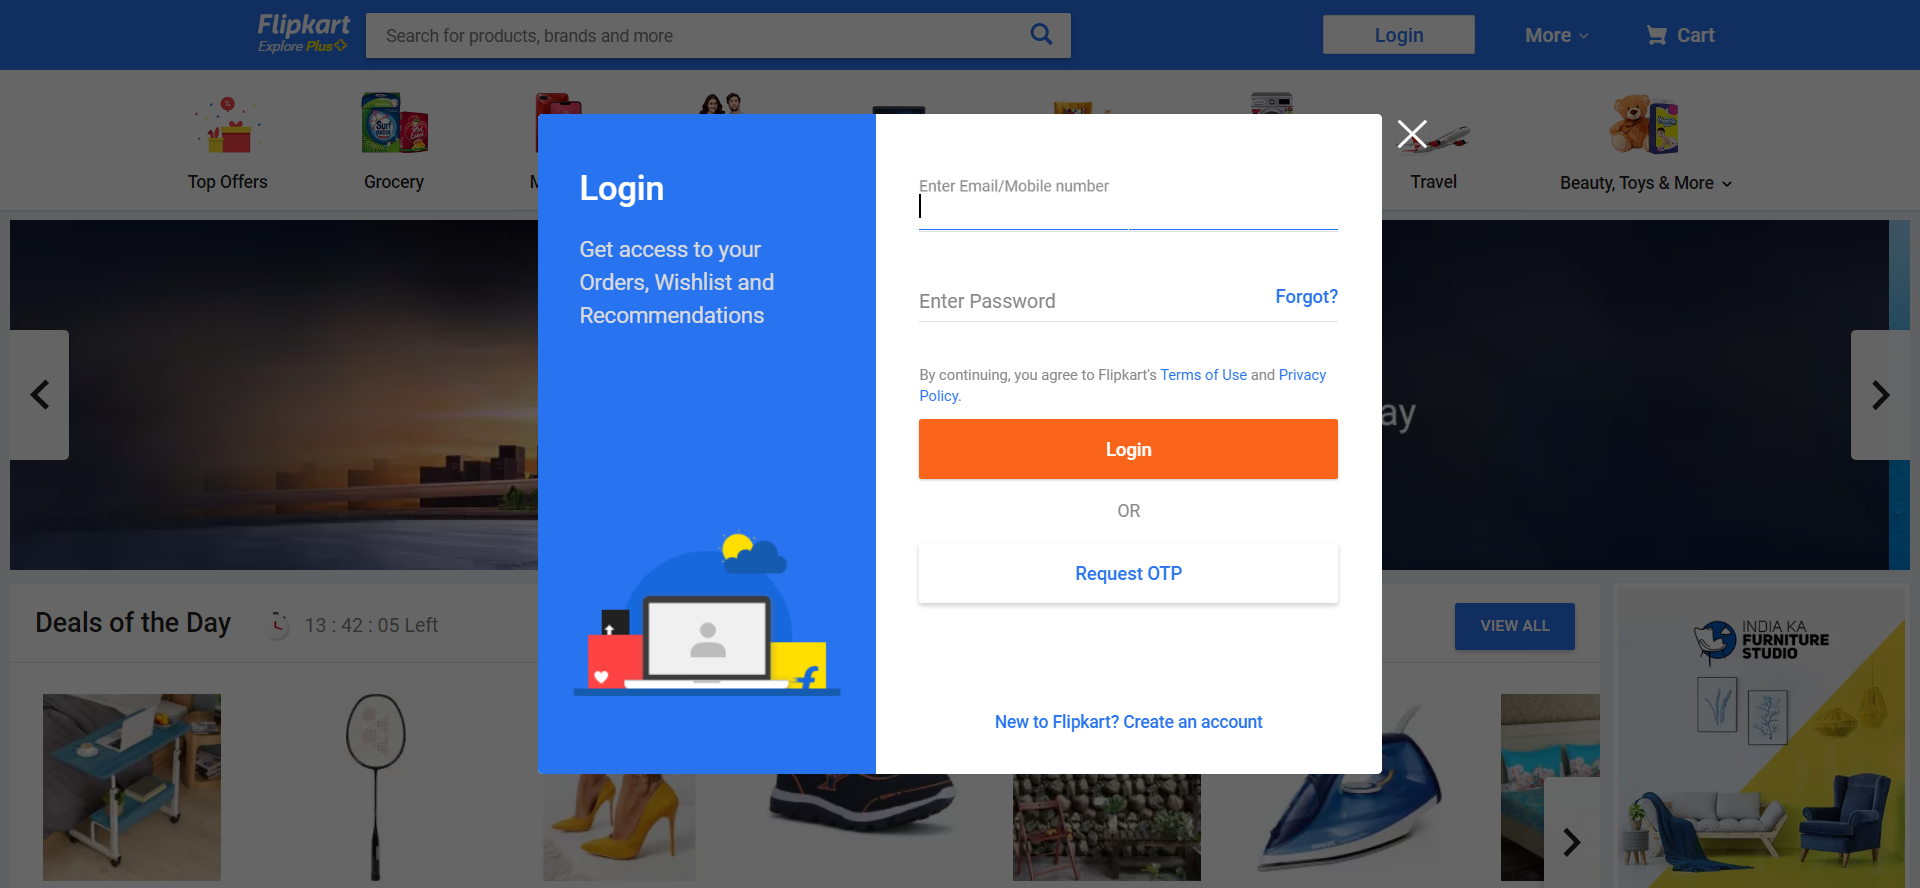 Flipkart
Explore Plus
Search for products, brands and more
Login
More
Cart
Top Offers
Grocery
Travel
Beauty, Toys & More
Login
Get access to your
Orders, Wishlist and
Recommendations
Enter Email/Mobile number
Enter Password
Forgot?
By continuing, you agree to Flipkart's Terms of Use and Privacy
Policy.
Login
OR
Request OTP
New to Flipkart? Create an account
ay
Deals of the Day
13 : 42 : 05 Left
VIEW ALL
INDIA KA
FURNITURE
STUDIO